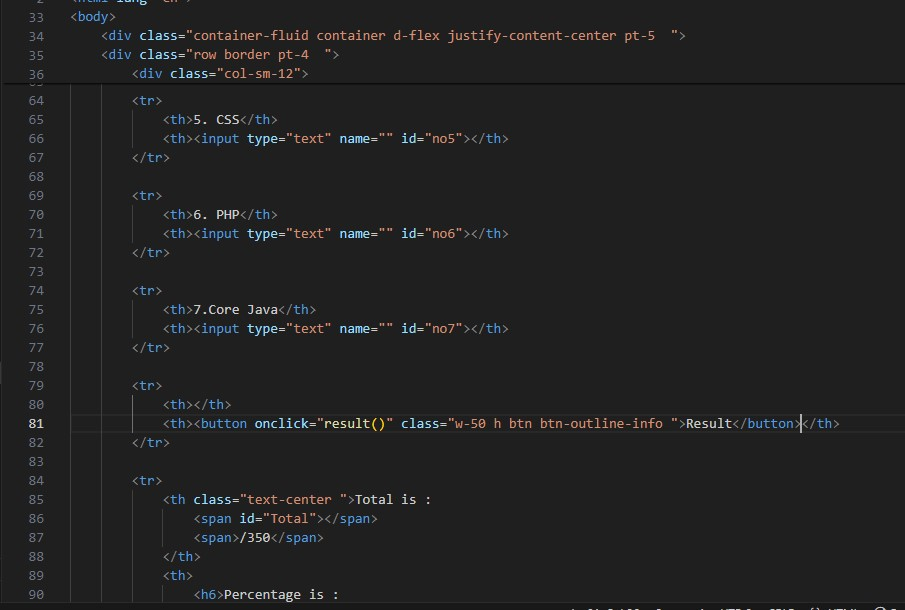 33 <body>
34 <div class="container-fluid container d-flex justify-content-center pt-5  ">
35 <div class="row border pt-4  ">
36 <div class="col-sm-12">
64 <tr>
65 <th>5. CSS</th>
66 <th><input type="text" name="" id="no5"></th>
67 </tr>
68
69 <tr>
70 <th>6. PHP</th>
71 <th><input type="text" name="" id="no6"></th>
72 </tr>
73
74 <tr>
75 <th>7.Core Java</th>
76 <th><input type="text" name="" id="no7"></th>
77 </tr>
78
79 <tr>
80 <th></th>
81 <th><button onclick="result()" class="w-50 h btn btn-outline-info ">Result</button></th>
82 </tr>
83
84 <tr>
85 <th class="text-center ">Total is :
86 <span id="Total"></span>
87 <span>/350</span>
88 </th>
89 <th>
90 <h6>Percentage is :